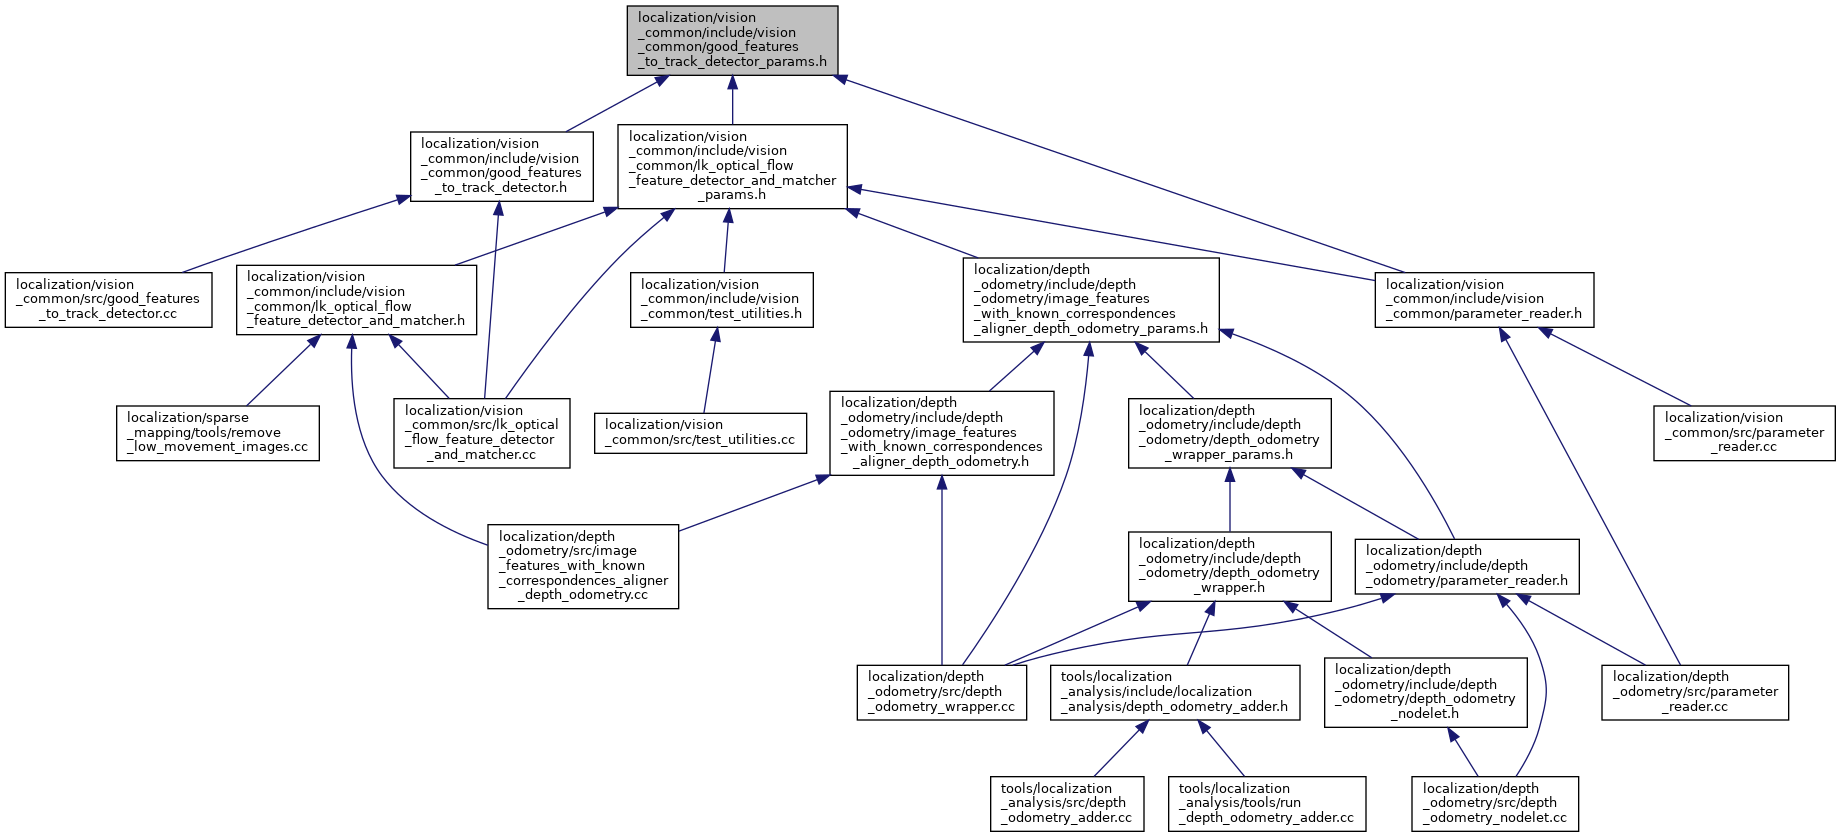 localization/vision
_common/include/vision
_common/good_features
_to_track_detector_params.h
localization/vision
_common/include/vision
_common/good_features
_to_track_detector.h
localization/vision
_common/include/vision
_common/lk_optical_flow
_feature_detector_and_matcher
_params.h
localization/vision
_common/src/good_features
_to_track_detector.cc
localization/vision
_common/include/vision
_common/lk_optical_flow
_feature_detector_and_matcher.h
localization/vision
_common/include/vision
_common/test_utilities.h
localization/depth
_odometry/include/depth
_odometry/image_features
_with_known_correspondences
_aligner_depth_odometry_params.h
localization/vision
_common/include/vision
_common/parameter_reader.h
localization/sparse
_mapping/tools/remove
_low_movement_images.cc
localization/vision
_common/src/lk_optical
_flow_feature_detector
_and_matcher.cc
localization/vision
_common/src/test_utilities.cc
localization/depth
_odometry/include/depth
_odometry/image_features
_with_known_correspondences
_aligner_depth_odometry.h
localization/depth
_odometry/include/depth
_odometry/depth_odometry
_wrapper_params.h
localization/vision
_common/src/parameter
_reader.cc
localization/depth
_odometry/src/image
_features_with_known
_correspondences_aligner
_depth_odometry.cc
localization/depth
_odometry/include/depth
_odometry/depth_odometry
_wrapper.h
localization/depth
_odometry/include/depth
_odometry/parameter_reader.h
localization/depth
_odometry/src/depth
_odometry_wrapper.cc
tools/localization
_analysis/include/localization
_analysis/depth_odometry_adder.h
localization/depth
_odometry/include/depth
_odometry/depth_odometry
_nodelet.h
localization/depth
_odometry/src/parameter
_reader.cc
tools/localization
_analysis/src/depth
_odometry_adder.cc
tools/localization
_analysis/tools/run
_depth_odometry_adder.cc
localization/depth
_odometry/src/depth
_odometry_nodelet.cc